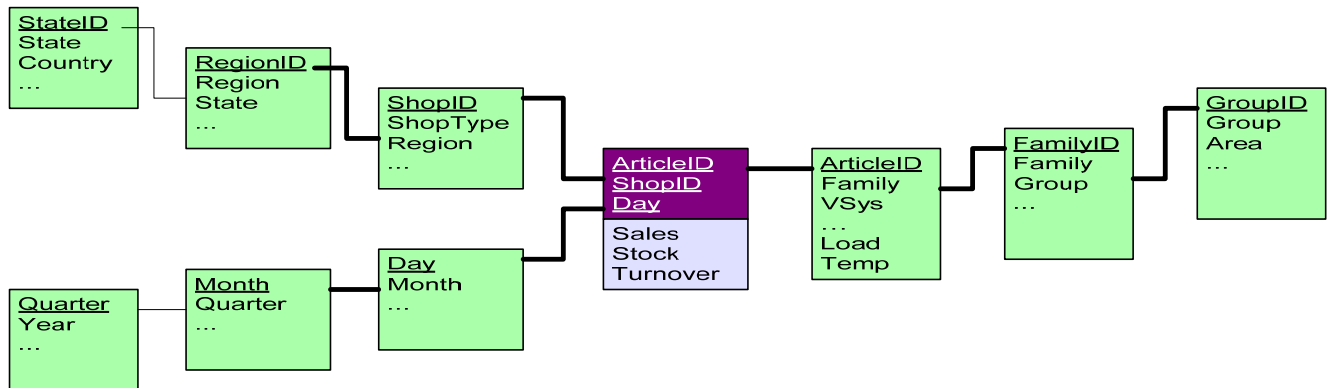 StateID
State
Country
...
RegionID
Region
State
...
ShopID
ShopType
Region
...
ArticleID
ShopID
Day
Sales
Stock
Turnover
ArticleID
Family
VSys
...
Load
Temp
FamilyID
Family
Group
...
GroupID
Group
Area
...
Quarter
Year
...
Month
Quarter
...
Day
Month
...